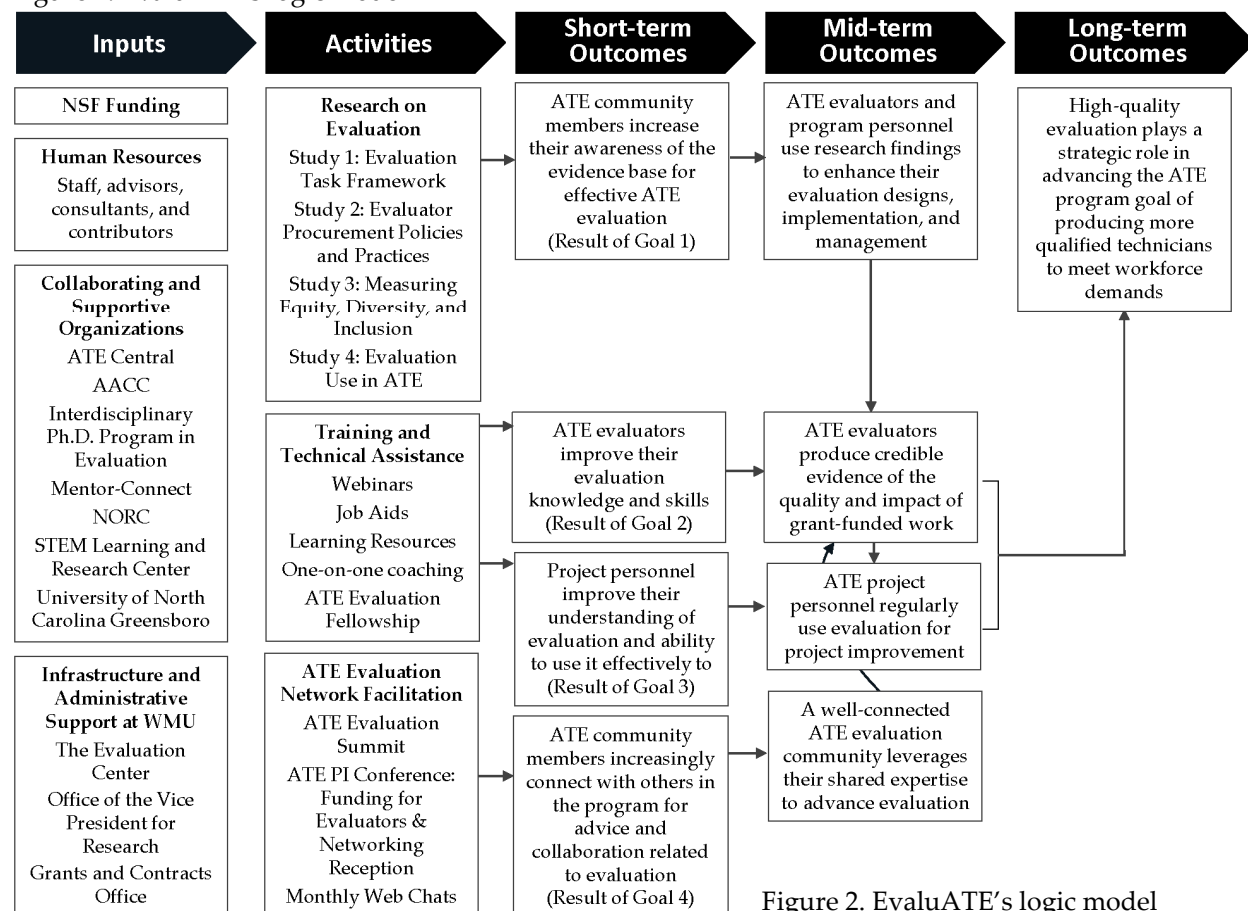 Inputs
Activities
Short-term
Outcomes
Mid-term
Outcomes
Long-term
Outcomes
NSF Funding
Human Resources
Staff, advisors,
consultants, and
contributors
Collaborating and
Supportive
Organizations
ATE Central
AACC
Interdisciplinary
Ph.D. Program in
Evaluation
Mentor-Connect
NORC
STEM Learning and
Research Center
University of North
Carolina Greensboro
Infrastructure and
Administrative
Support at WMU
The Evaluation
Center
Office of the Vice
President for
Research
Grants and Contracts
Office
Research on
Evaluation
Study 1: Evaluation
Task Framework
Study 2: Evaluator
Procurement Policies
and Practices
Study 3: Measuring
Equity, Diversity, and
Inclusion
Study 4: Evaluation
Use in ATE
Training and
Technical Assistance
Webinars
Job Aids
Learning Resources
One-on-one coaching
ATE Evaluation
Fellowship
ATE Evaluation
Network Facilitation
ATE Evaluation
Summit
ATE PI Conference:
Funding for
Evaluators &
Networking
Reception
Monthly Web Chats
ATE community
members increase
their awareness of the
evidence base for
effective ATE
evaluation
(Result of Goal 1)
ATE evaluators
improve their
evaluation
knowledge and skills
(Result of Goal 2)
Project personnel
improve their
understanding of
evaluation and ability
to use it effectively to
(Result of Goal 3)
ATE community
members increasingly
connect with others in
the program for
advice and
collaboration related
to evaluation
(Result of Goal 4)
ATE evaluators and
program personnel
use research findings
to enhance their
evaluation designs,
implementation, and
management
ATE evaluators
produce credible
evidence of the
quality and impact of
grant-funded work
ATE project
personnel regularly
use evaluation for
project improvement
A well-connected
ATE evaluation
community leverages
their shared expertise
to advance evaluation
High-quality
evaluation plays a
strategic role in
advancing the ATE
program goal of
producing more
qualified technicians
to meet workforce
demands
Figure 2. EvaluATE's logic model